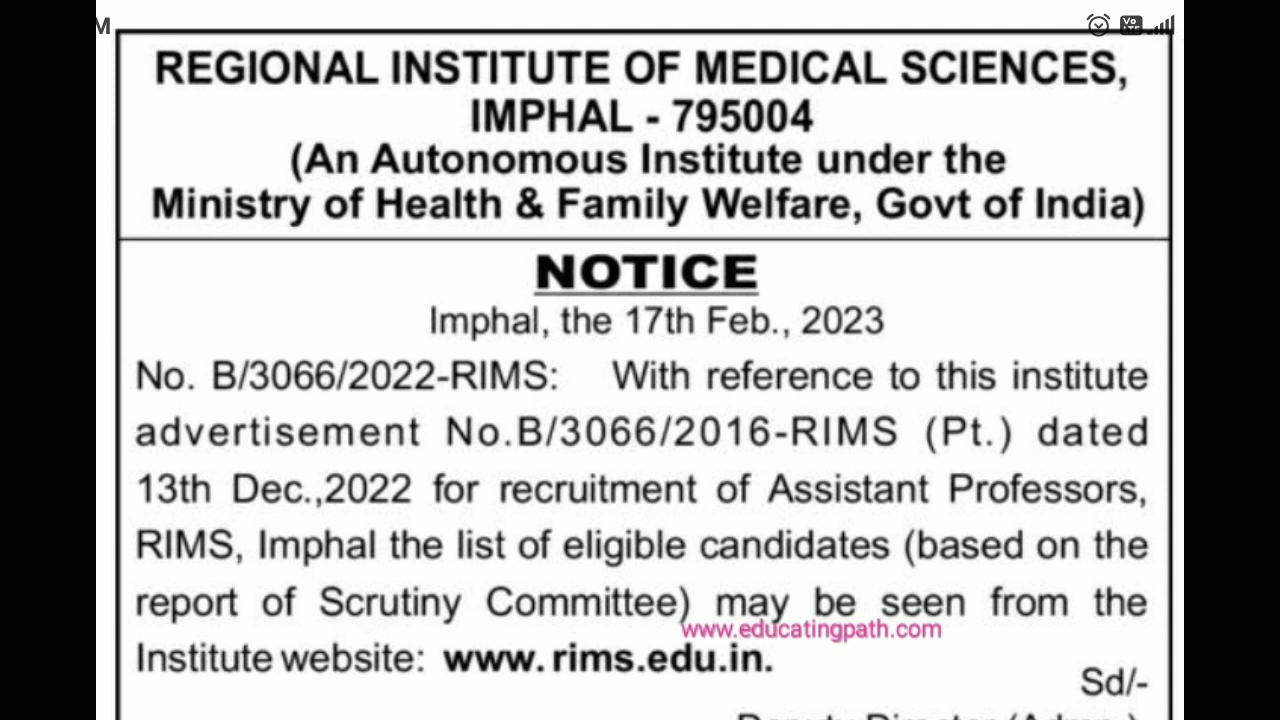 M
REGIONAL INSTITUTE OF MEDICAL SCIENCES,
IMPHAL - 795004
(An Autonomous Institute under the
Ministry of Health & Family Welfare, Govt of India)
NOTICE
Imphal, the 17th Feb., 2023
No. B/3066/2022-RIMS: With reference to this institute
advertisement No.B/3066/2016-RIMS (Pt.) dated
13th Dec.,2022 for recruitment of Assistant Professors,
RIMS, Imphal the list of eligible candidates (based on the
report of Scrutiny Committee) may be seen from the
www.educatingpath.com
Institute website: www.rims.edu.in.
Sd/-
Deputy Director (Admn.)